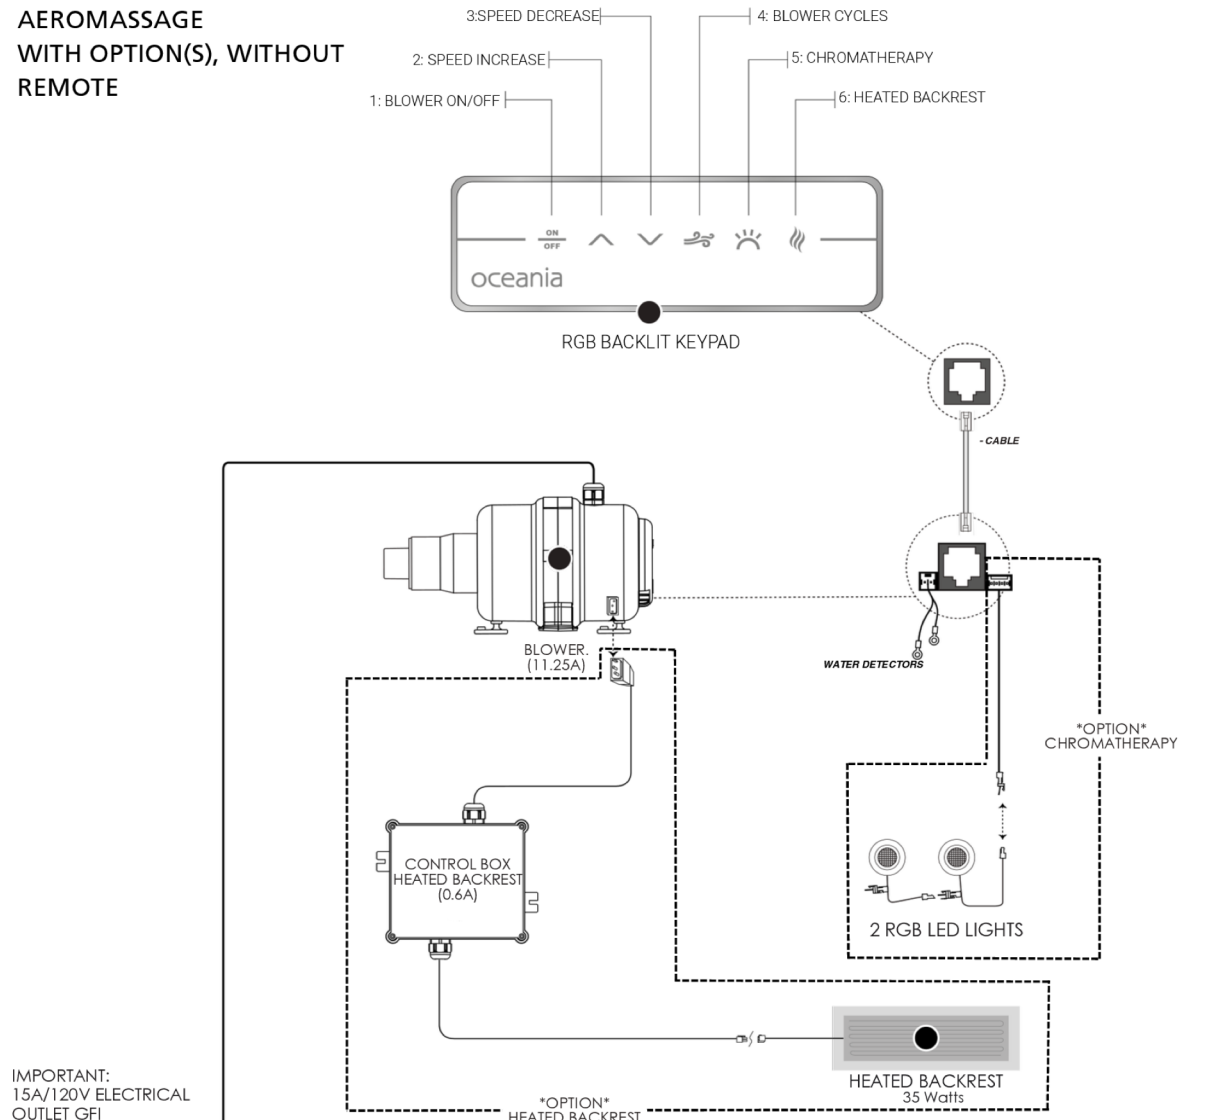 AEROMASSAGE
WITH OPTION(S), WITHOUT
REMOTE
3:SPEED DECREASE
4: BLOWER CYCLES
2: SPEED INCREASE
5: CHROMATHERAPY
1: BLOWER ON/OFF
6: HEATED BACKREST
ON
OFF
oceania
RGB BACKLIT KEYPAD
- CABLE
BLOWER.
(11.25A)
WATER DETECTORS
*OPTION*
CHROMATHERAPY
CONTROL BOX
HEATED BACKREST
(0.6A)
2 RGB LED LIGHTS
HEATED BACKREST
35 Watts
IMPORTANT:
15A/120V ELECTRICAL
OUTLET GFI
*OPTION*
HEATED BACKREST